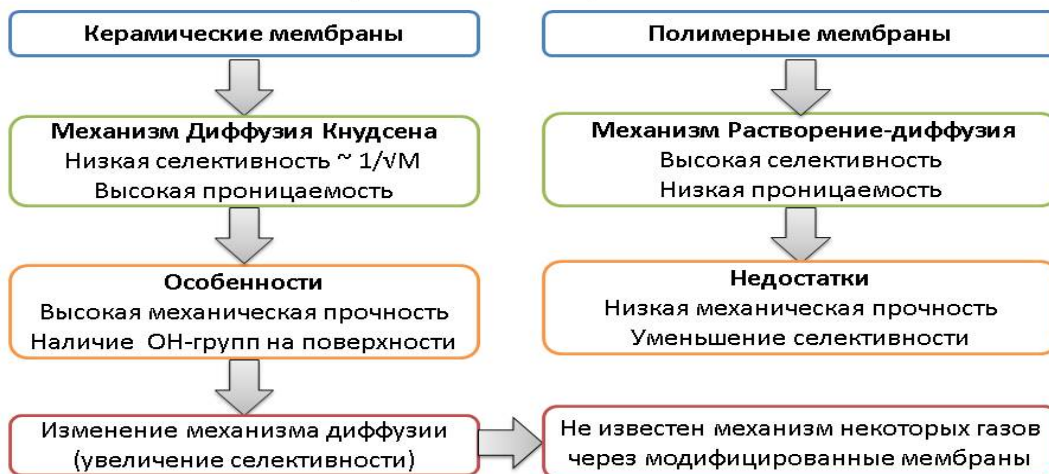 Керамические мембраны
Полимерные мембраны
Механизм Диффузия Кнудсена
Низкая селективность ~ 1/√M
Высокая проницаемость
Механизм Растворение-диффузия
Высокая селективность
Низкая проницаемость
Особенности
Высокая механическая прочность
Наличие ОН-групп на поверхности
Недостатки
Низкая механическая прочность
Уменьшение селективности
Изменение механизма диффузии
(увеличение селективности)
Не известен механизм некоторых газов
через модифицированные мембраны